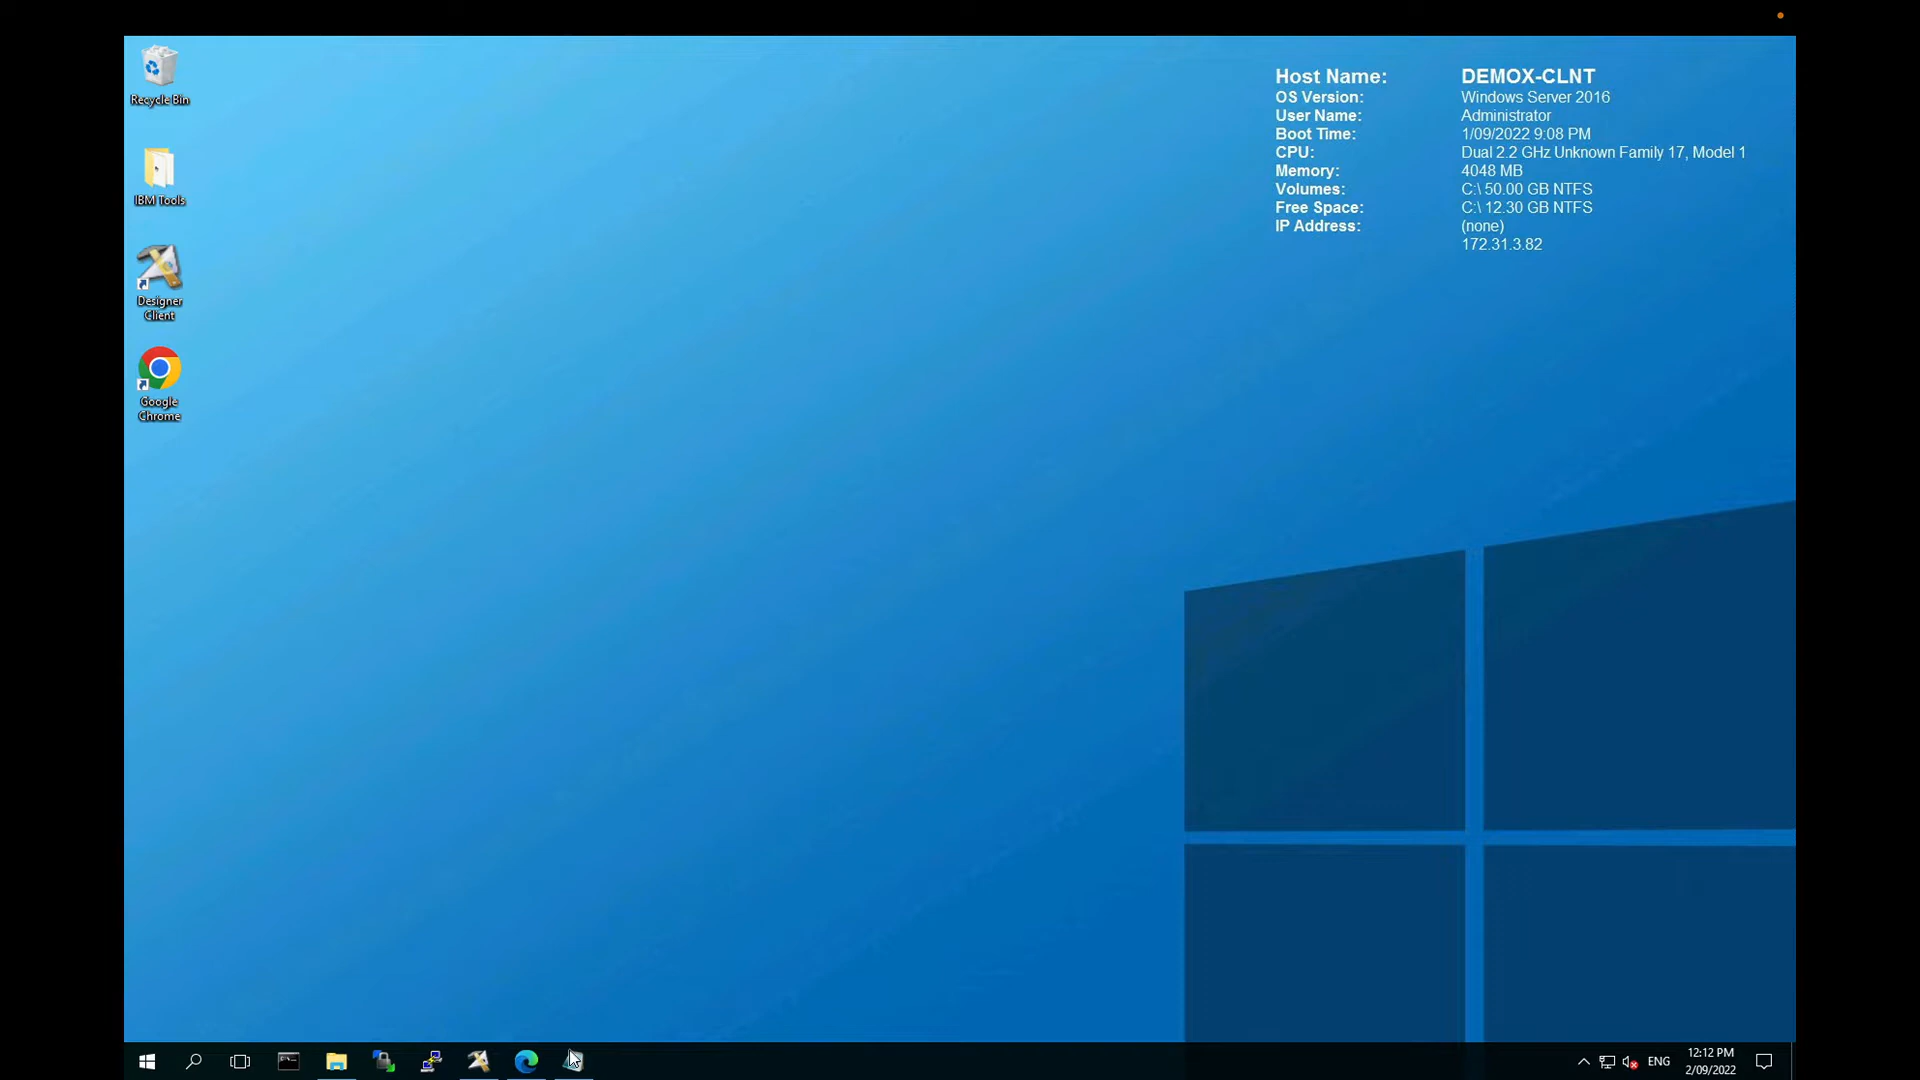 Recycle Bin
IBM Tools
Designer
Client
Google
Chrome
Host Name: DEMOX-CLNT
OS Version: Windows Server 2016
User Name: Administrator
Boot Time: 1/09/2022 9:08 PM
CPU: Dual 2.2 GHz Unknown Family 17, Model 1
Memory: 4048 MB
Volumes: C:\ 50.00 GB NTFS
Free Space: C:\ 12.30 GB NTFS
IP Address: (none)
172.31.3.82
ENG
12:12 PM
2/09/2022